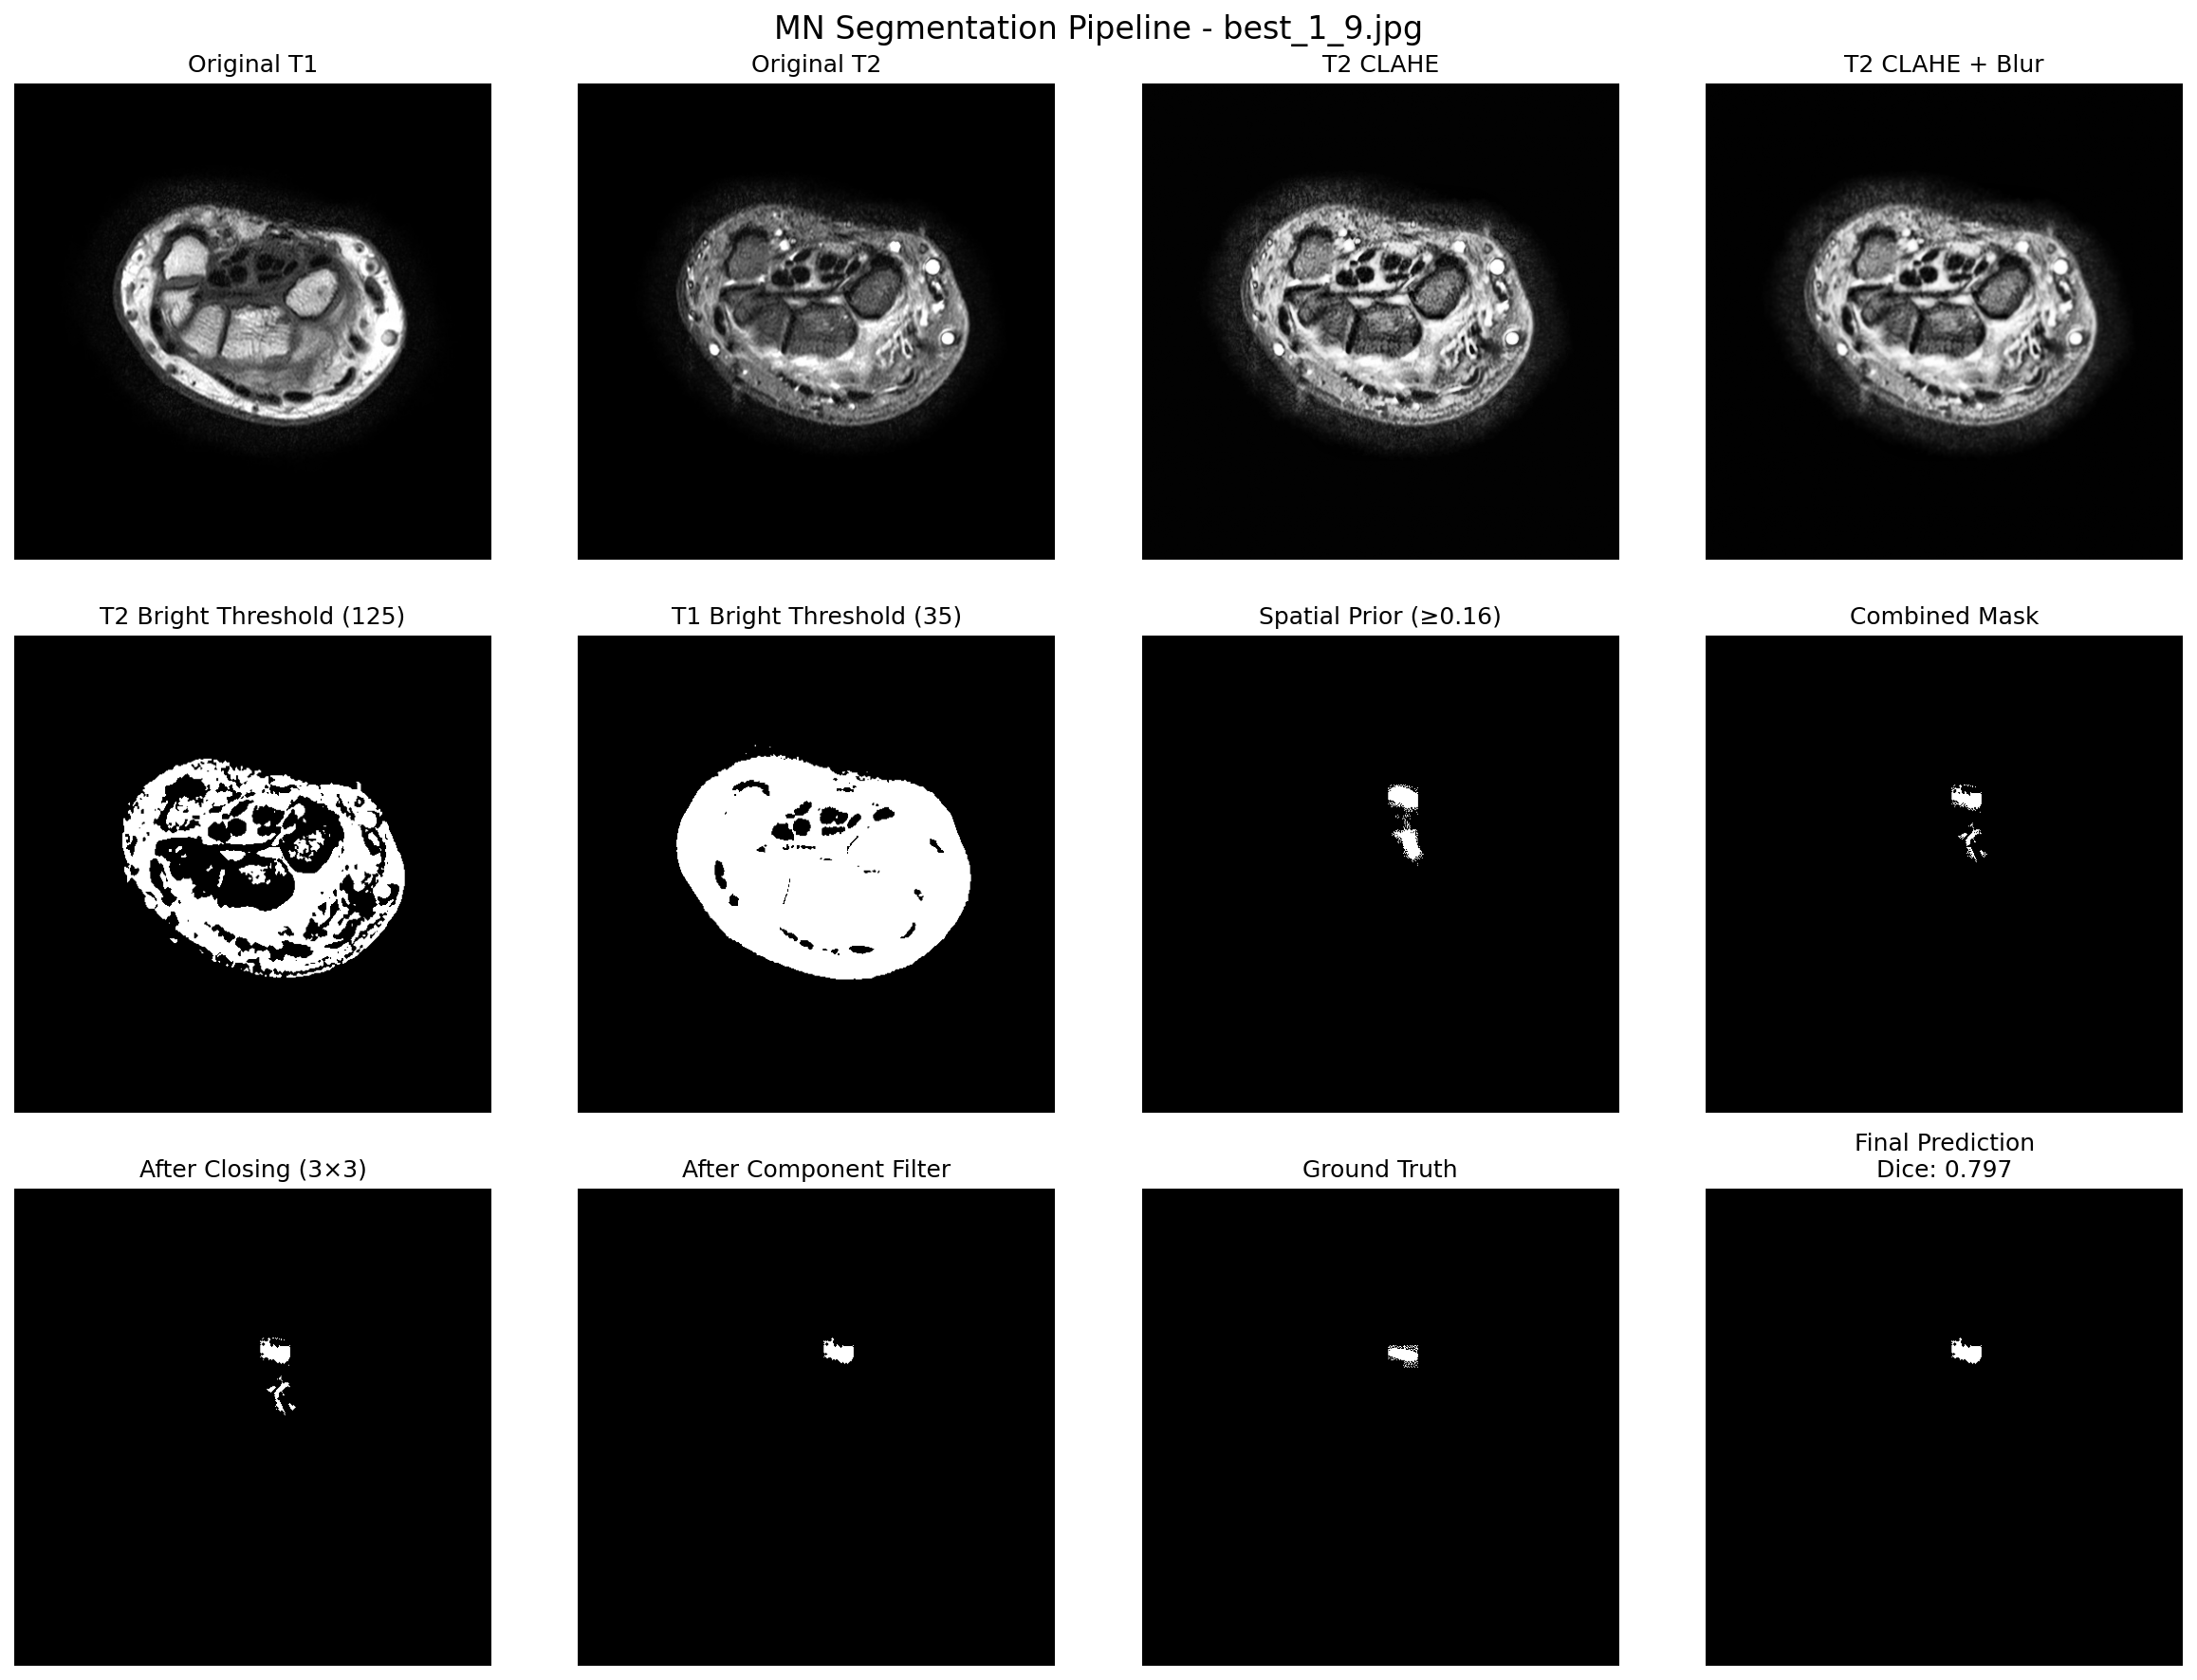 MN Segmentation Pipeline - best_1_9.jpg
Original T1
Original T2
T2 CLAHE
T2 CLAHE + Blur
T2 Bright Threshold (125)
T1 Bright Threshold (35)
Spatial Prior (≥0.16)
Combined Mask
After Closing (3×3)
After Component Filter
Ground Truth
Final Prediction
Dice: 0.797